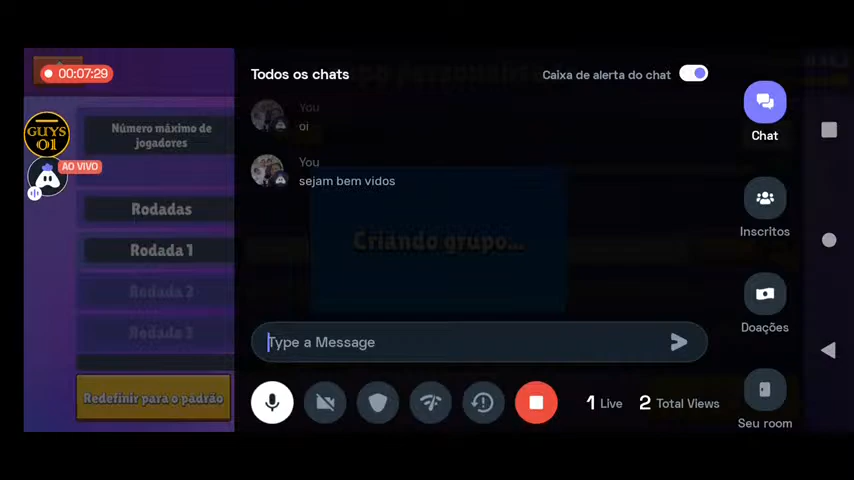 00:07:29
Todos os chats
Caixa de alerta do chat
GUYS
01
AO VIVO
Número máximo de
jogadores
Rodadas
Rodada 1
Rodada 2
Rodada 3
Redefinir para o padrão
You
oi
You
sejam bem vidos
Criando grupo...
Type a Message
1 Live
2 Total Views
Chat
Inscritos
Doações
Seu room